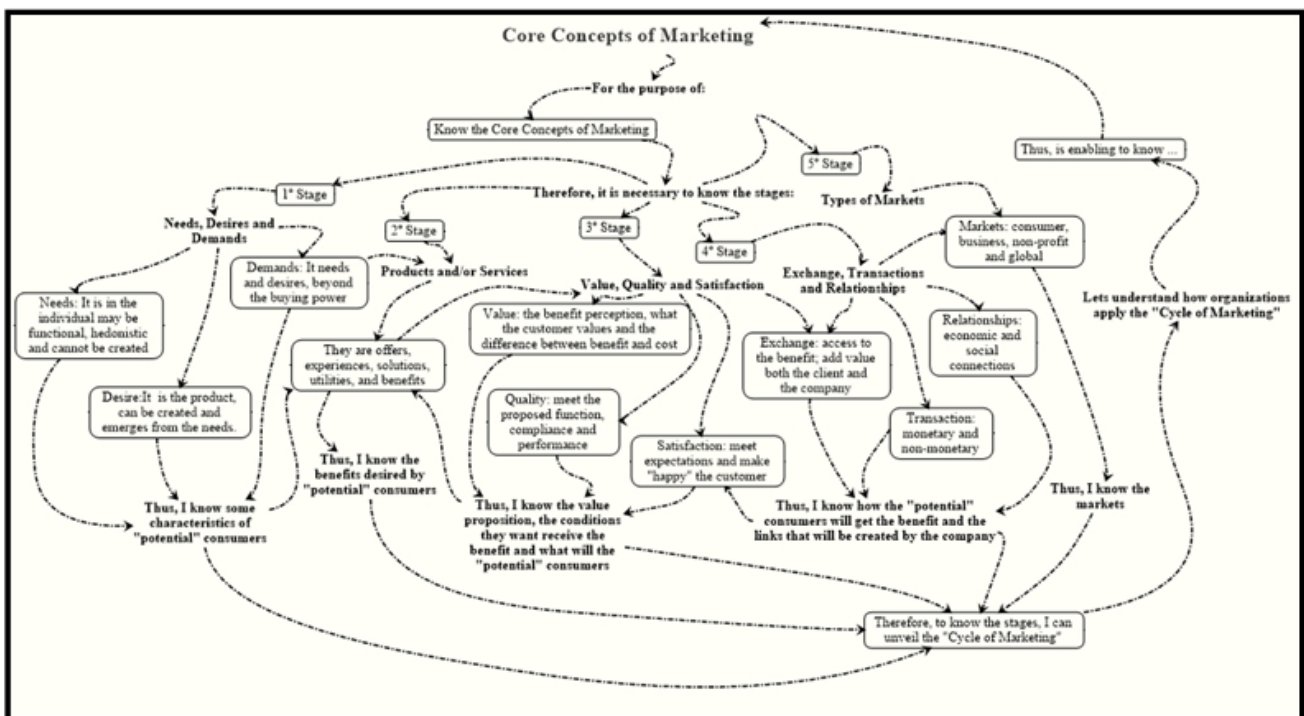 Core Concepts of Marketing
For the purpose of:
Know the Core Concepts of Marketing
Thus, is enabling to know ...
5° Stage
1° Stage
Therefore, it is necessary to know the stages:
Types of Markets
Needs, Desires and
Demands
2° Stage
3° Stage
4° Stage
Markets: consumer,
business, non-profit
and global
Demands: It needs
and desires, beyond
the buying power
Products and/or Services
Value, Quality and Satisfaction
Exchange, Transactions
and Relationships
Needs: It is in the
individual may be
functional, hedonistic
and cannot be created
Value: the benefit perception, what
the customer values and the
difference between benefit and cost
Lets understand how organizations
apply the "Cycle of Marketing"
They are offers,
experiences, solutions,
utilities, and benefits
Exchange: access to
the benefit; add value
both the client and
the company
Relationships:
economic and
social
connections
Desire:It is the product,
can be created and
emerges from the needs.
Quality: meet the
proposed function,
compliance and
performance
Transaction:
monetary and
non-monetary
Satisfaction: meet
expectations and make
"happy" the customer
Thus, I know the
benefits desired by
"potential" consumers
Thus, I know some
characteristics of
"potential" consumers
Thus, I know the value
proposition, the conditions
they want receive the
benefit and what will the
"potential" consumers
Thus, I know how the "potential"
consumers will get the benefit and the
links that will be created by the company
Thus, I know the
markets
Therefore, to know the stages, I can
unveil the "Cycle of Marketing"